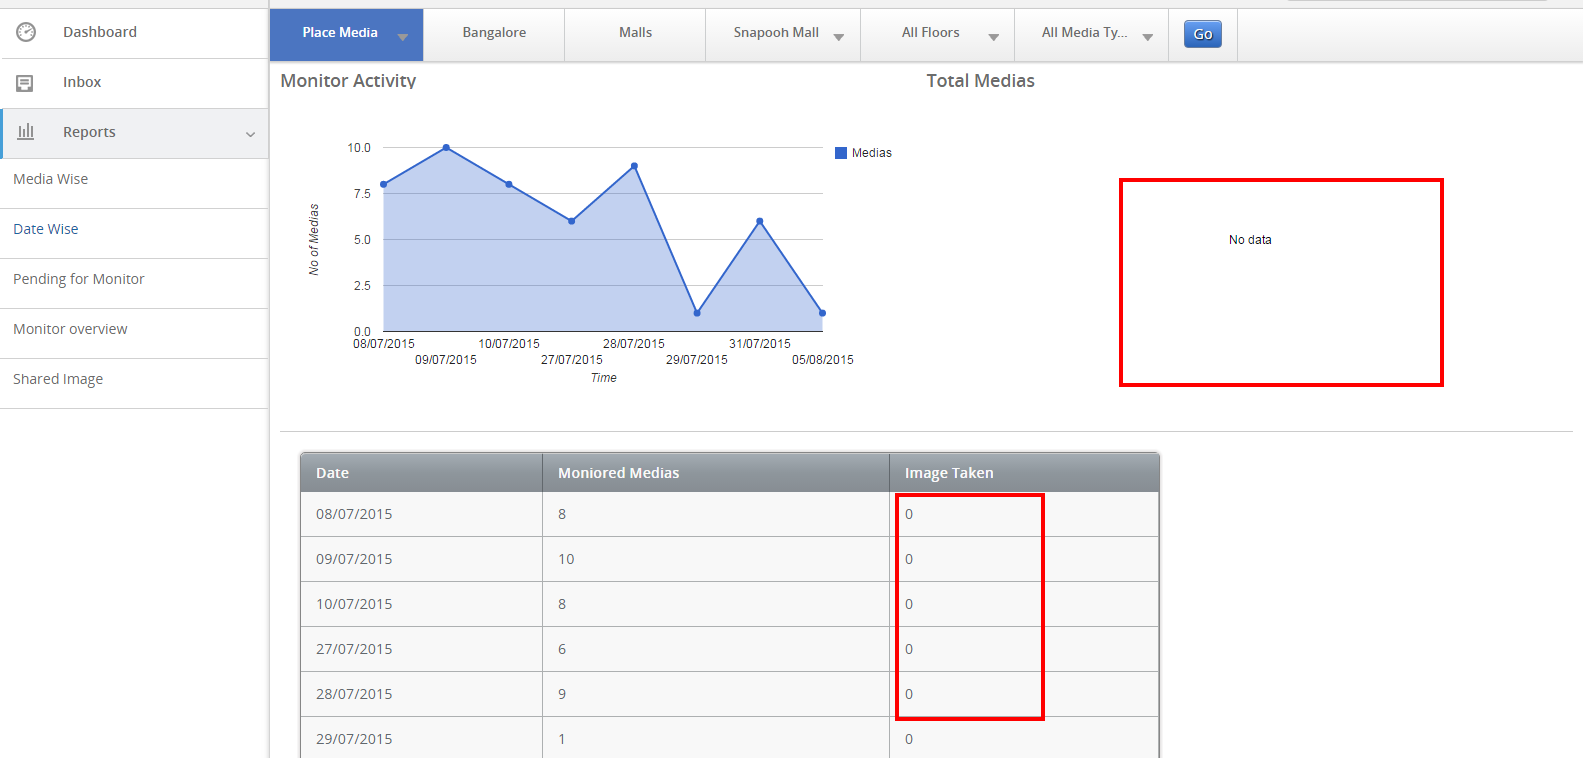 Dashboard
Inbox
Reports
Media Wise
Date Wise
Pending for Monitor
Monitor overview
Shared Image
Place Media Bangalore Malls Snapooh Mall All Floors All Media Ty... Go
Monitor Activity
Total Medias
10.0
7.5
5.0
2.5
0.0
No of Medias
08/07/2015 10/07/2015 28/07/2015 31/07/2015
09/07/2015 27/07/2015 29/07/2015 05/08/2015
Time
Medias
No data
Date Moniored Medias Image Taken
08/07/2015 8 0
09/07/2015 10 0
10/07/2015 8 0
27/07/2015 6 0
28/07/2015 9 0
29/07/2015 1 0